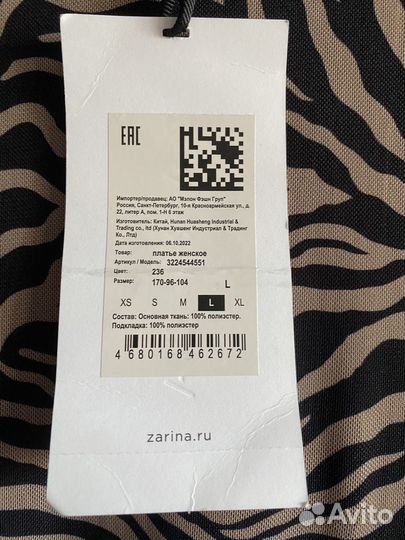 EAC
Импортер/продавец: АО "Мэлон Фэшн Груп"
Россия, Санкт-Петербург, 10-я Красноармейская ул., д.
22, литер А, пом. 1-Н 6 этаж
Изготовитель: Китай, Hunan Huasheng Industrial &
Trading co., ltd (Хунан Хуашенг Индустриал & Традинг
Ко., Лтд)
Дата изготовления: 06.10.2022
Товар: платье женское
Артикул / Модель: 3224544551
Цвет: 236
Размер: 170-96-104 L
XS S M L XL
Состав: Основная ткань: 100% полиэстер.
Подкладка: 100% полиэстер
4 680168 462672
zarina.ru
Avito